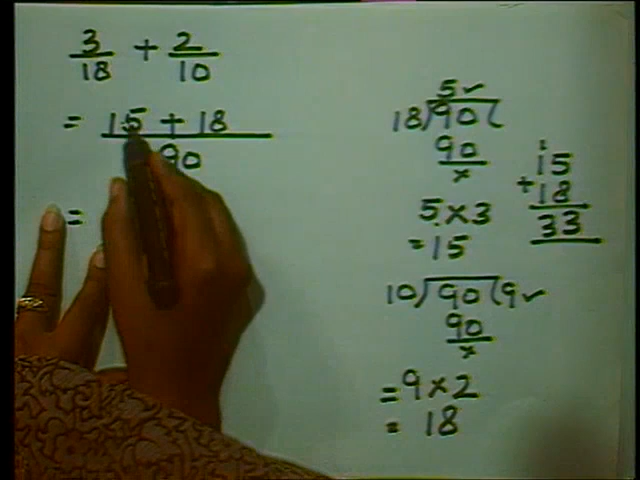 3/18 + 2/10
= 15 + 18
90
=
5 ✓
18)90(
90
x
5 × 3
= 15
10)90(9 ✓
90
x
= 9 × 2
= 18
15
+ 18
33